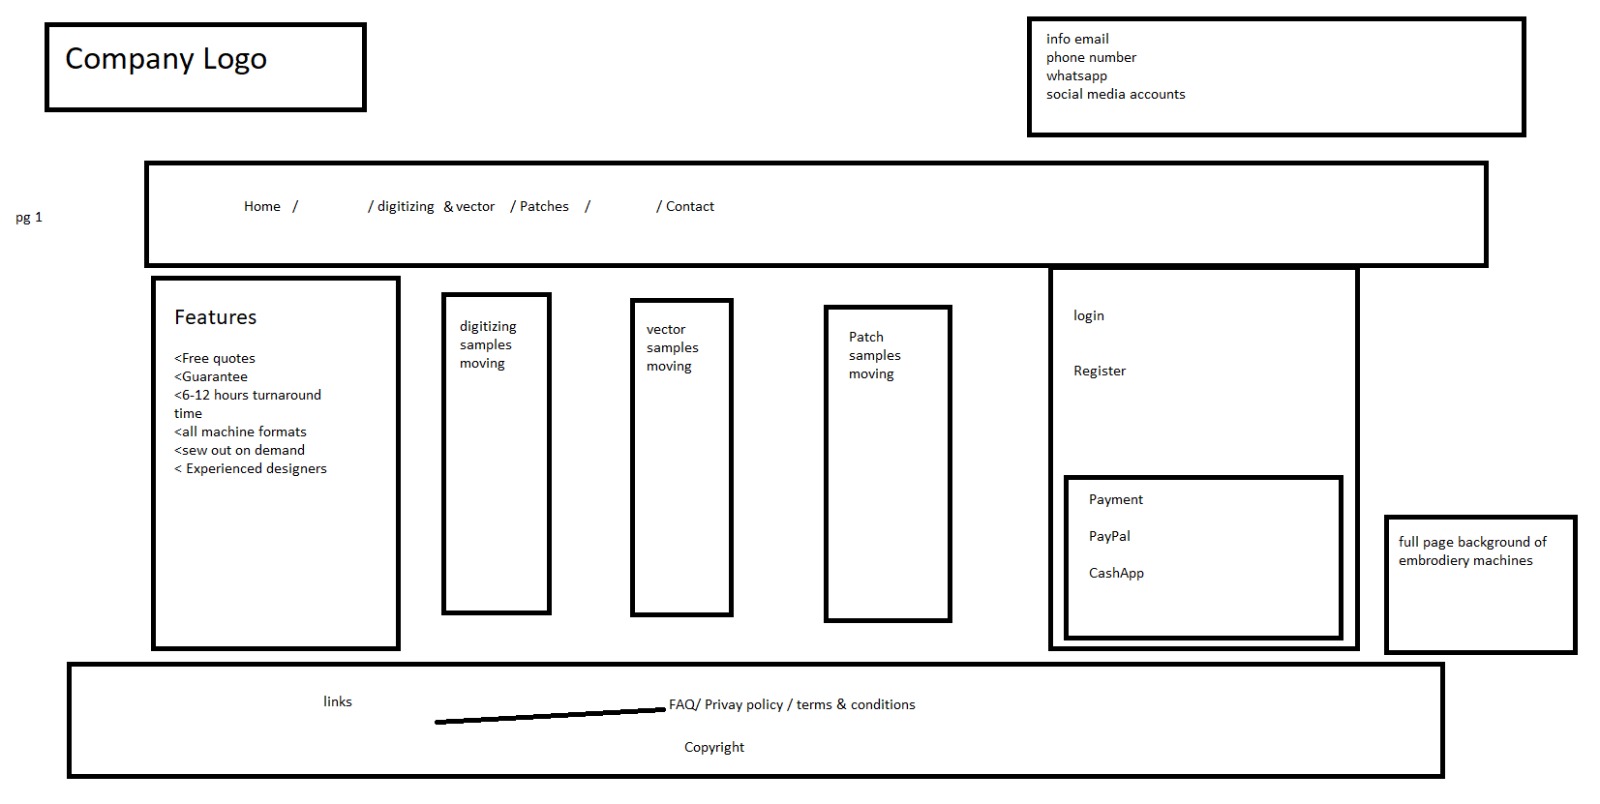 Company Logo
info email
phone number
whatsapp
social media accounts
pg 1
Home / / digitizing & vector / Patches / / Contact
Features
<Free quotes
<Guarantee
<6-12 hours turnaround
time
<all machine formats
<sew out on demand
< Experienced designers
digitizing
samples
moving
vector
samples
moving
Patch
samples
moving
login
Register
Payment
PayPal
CashApp
full page background of
embrodiery machines
links
FAQ/ Privay policy / terms & conditions
Copyright